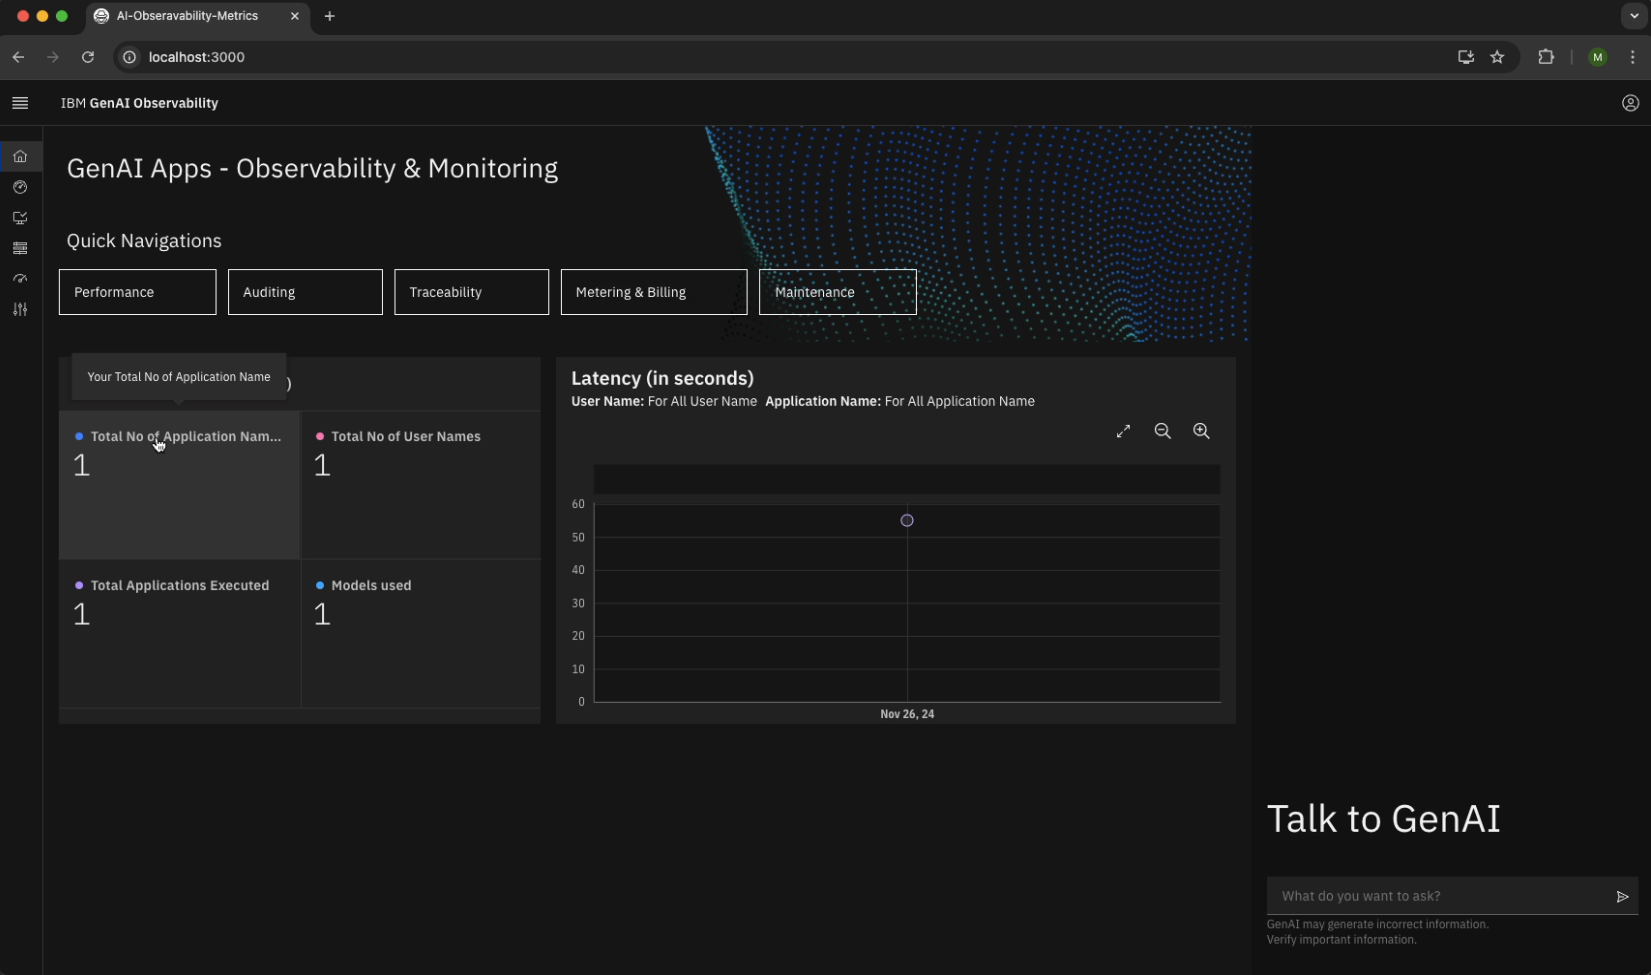 AI-Obseravability-Metrics
localhost:3000
M
IBM GenAI Observability
GenAI Apps - Observability & Monitoring
Quick Navigations
Performance
Auditing
Traceability
Metering & Billing
Maintenance
Your Total No of Application Name
)
Total No of Application Nam...
1
Total No of User Names
1
Total Applications Executed
1
Models used
1
Latency (in seconds)
User Name: For All User Name Application Name: For All Application Name
60
50
40
30
20
10
0
Nov 26, 24
Talk to GenAI
What do you want to ask?
GenAI may generate incorrect information.
Verify important information.